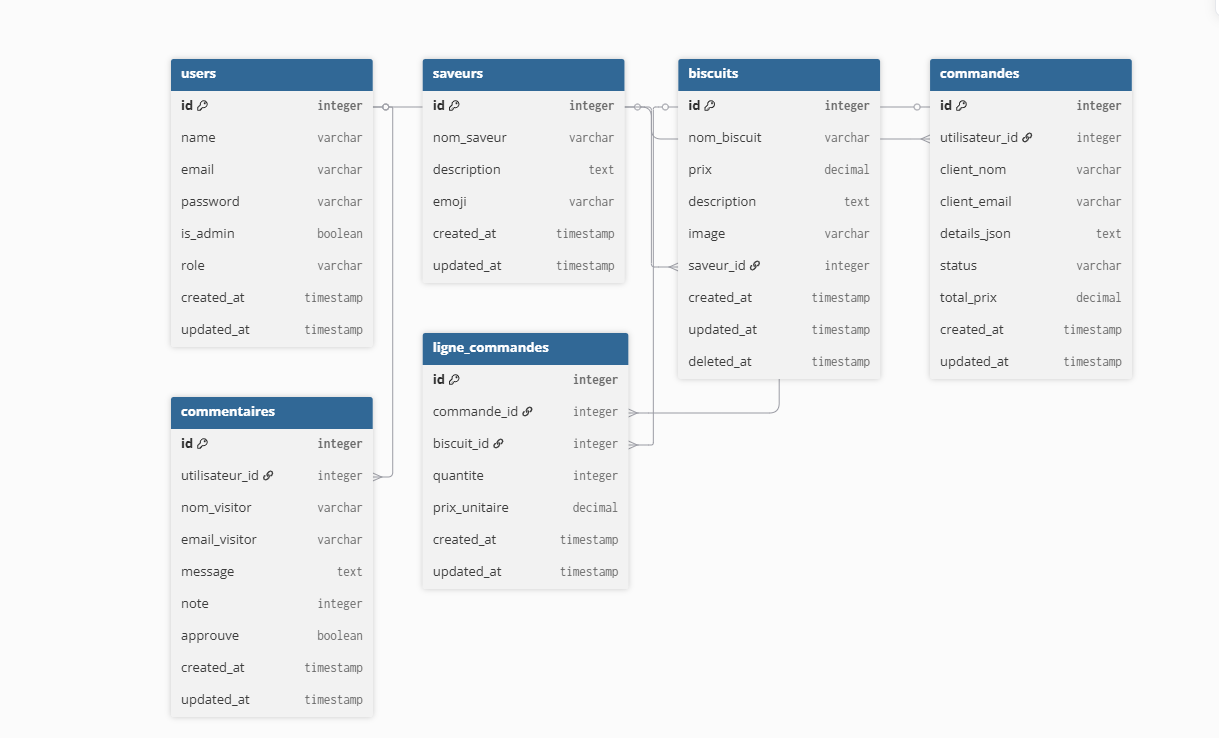 users
id integer
name varchar
email varchar
password varchar
is_admin boolean
role varchar
created_at timestamp
updated_at timestamp
saveurs
id integer
nom_saveur varchar
description text
emoji varchar
created_at timestamp
updated_at timestamp
biscuits
id integer
nom_biscuit varchar
prix decimal
description text
image varchar
saveur_id integer
created_at timestamp
updated_at timestamp
deleted_at timestamp
commandes
id integer
utilisateur_id integer
client_nom varchar
client_email varchar
details_json text
status varchar
total_prix decimal
created_at timestamp
updated_at timestamp
ligne_commandes
id integer
commande_id integer
biscuit_id integer
quantite integer
prix_unitaire decimal
created_at timestamp
updated_at timestamp
commentaires
id integer
utilisateur_id integer
nom_visitor varchar
email_visitor varchar
message text
note integer
approuve boolean
created_at timestamp
updated_at timestamp